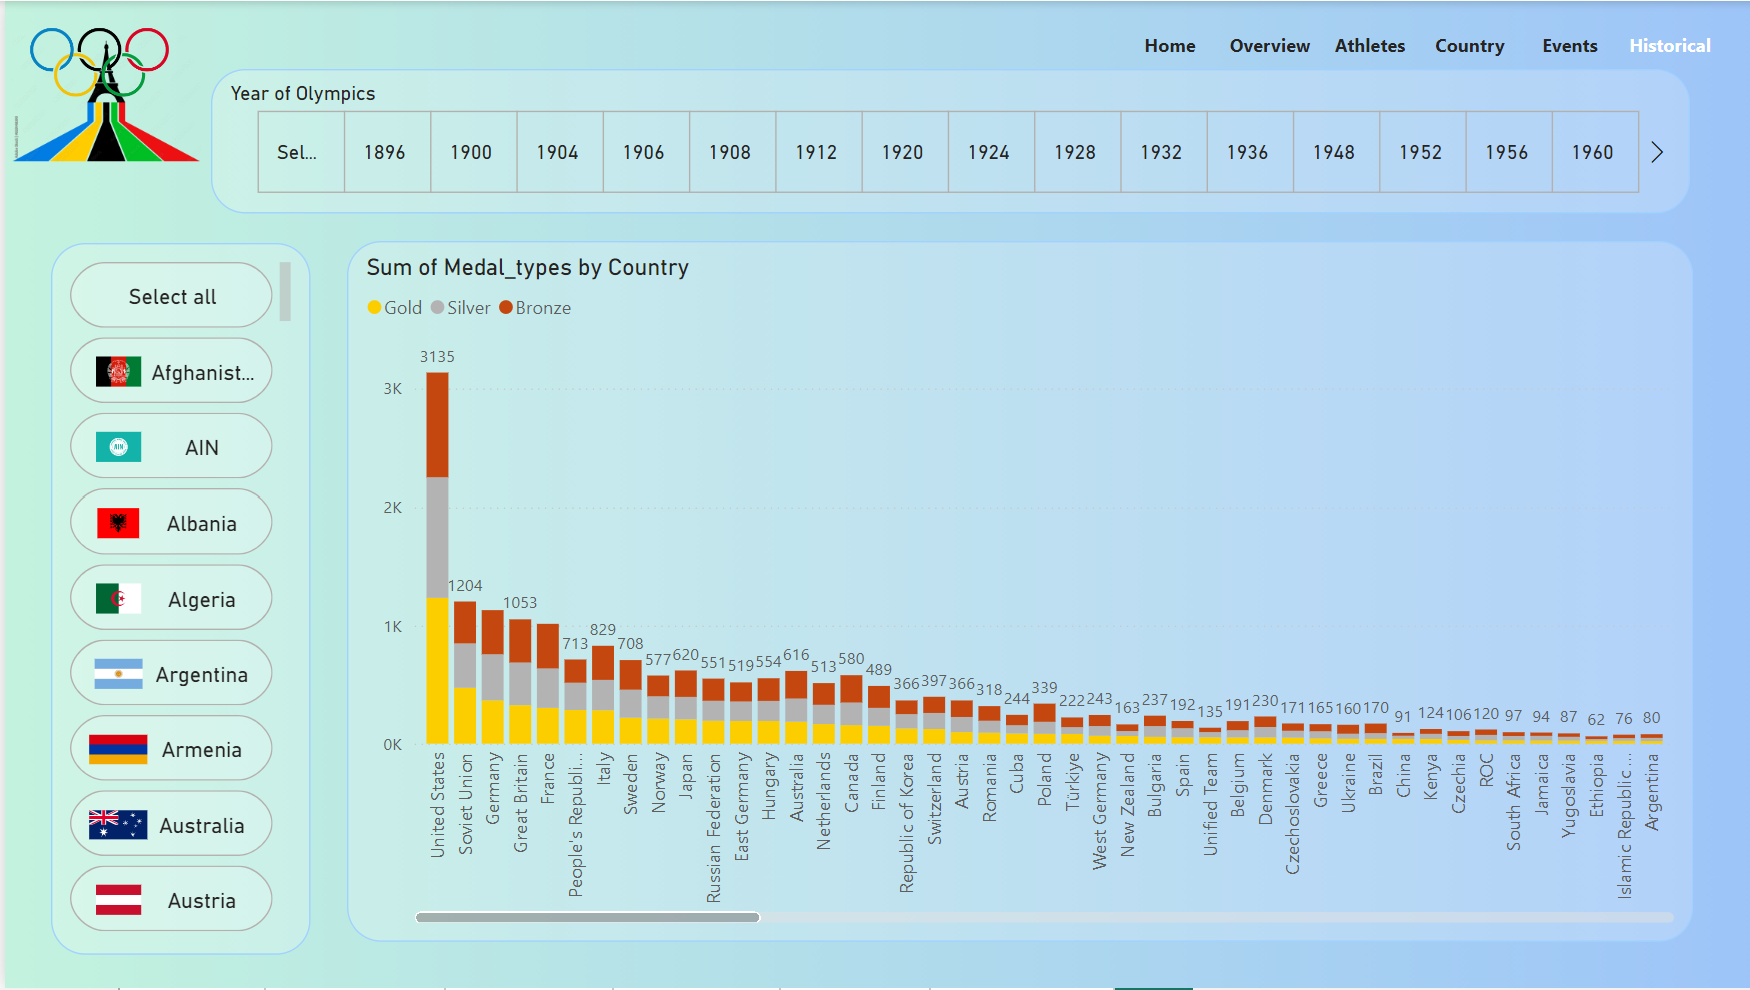 Home Overview Athletes Country Events Historical
Year of Olympics
Sel... 1896 1900 1904 1906 1908 1912 1920 1924 1928 1932 1936 1948 1952 1956 1960
Select all
Afghanist...
AIN
Albania
Algeria
Argentina
Armenia
Australia
Austria
Sum of Medal_types by Country
Gold Silver Bronze
3K
2K
1K
0K
3135 1204 1053 713 829 708 577 620 551 519 554 616 513 580 489 366 397 366 318 244 339 222 243 163 237 192 135 191 230 171 165 160 170 91 124 106 120 97 94 87 62 76 80
United States
Soviet Union
Germany
Great Britain
France
People's Republi...
Italy
Sweden
Norway
Japan
Russian Federation
East Germany
Hungary
Australia
Netherlands
Canada
Finland
Republic of Korea
Switzerland
Austria
Romania
Cuba
Poland
Türkiye
West Germany
New Zealand
Bulgaria
Spain
Unified Team
Belgium
Denmark
Czechoslovakia
Greece
Ukraine
Brazil
China
Kenya
Czechia
ROC
South Africa
Jamaica
Yugoslavia
Ethiopia
Islamic Republic ...
Argentina